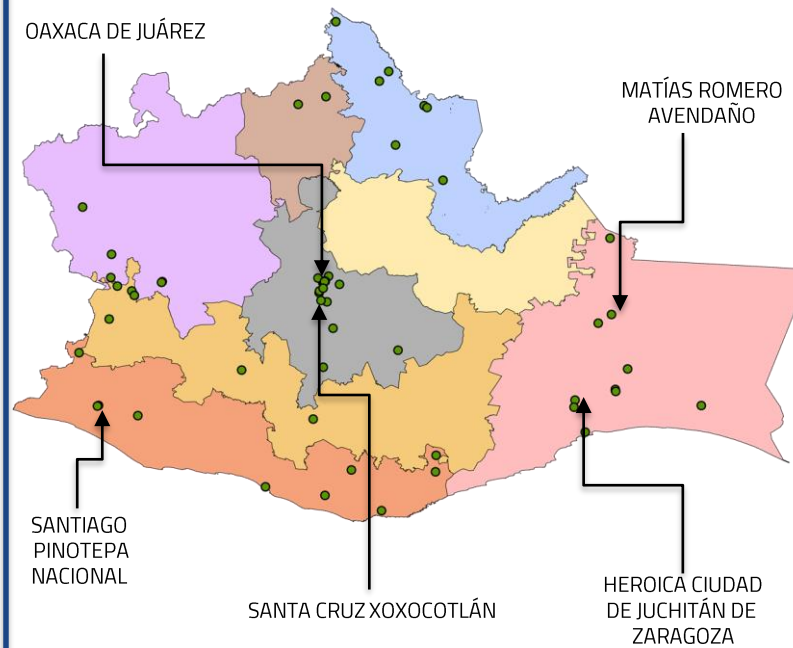 OAXACA DE JUÁREZ
MATÍAS ROMERO
AVENDAÑO
SANTIAGO
PINOTEPA
NACIONAL
SANTA CRUZ XOXOCOTLÁN
HEROICA CIUDAD
DE JUCHITÁN DE
ZARAGOZA